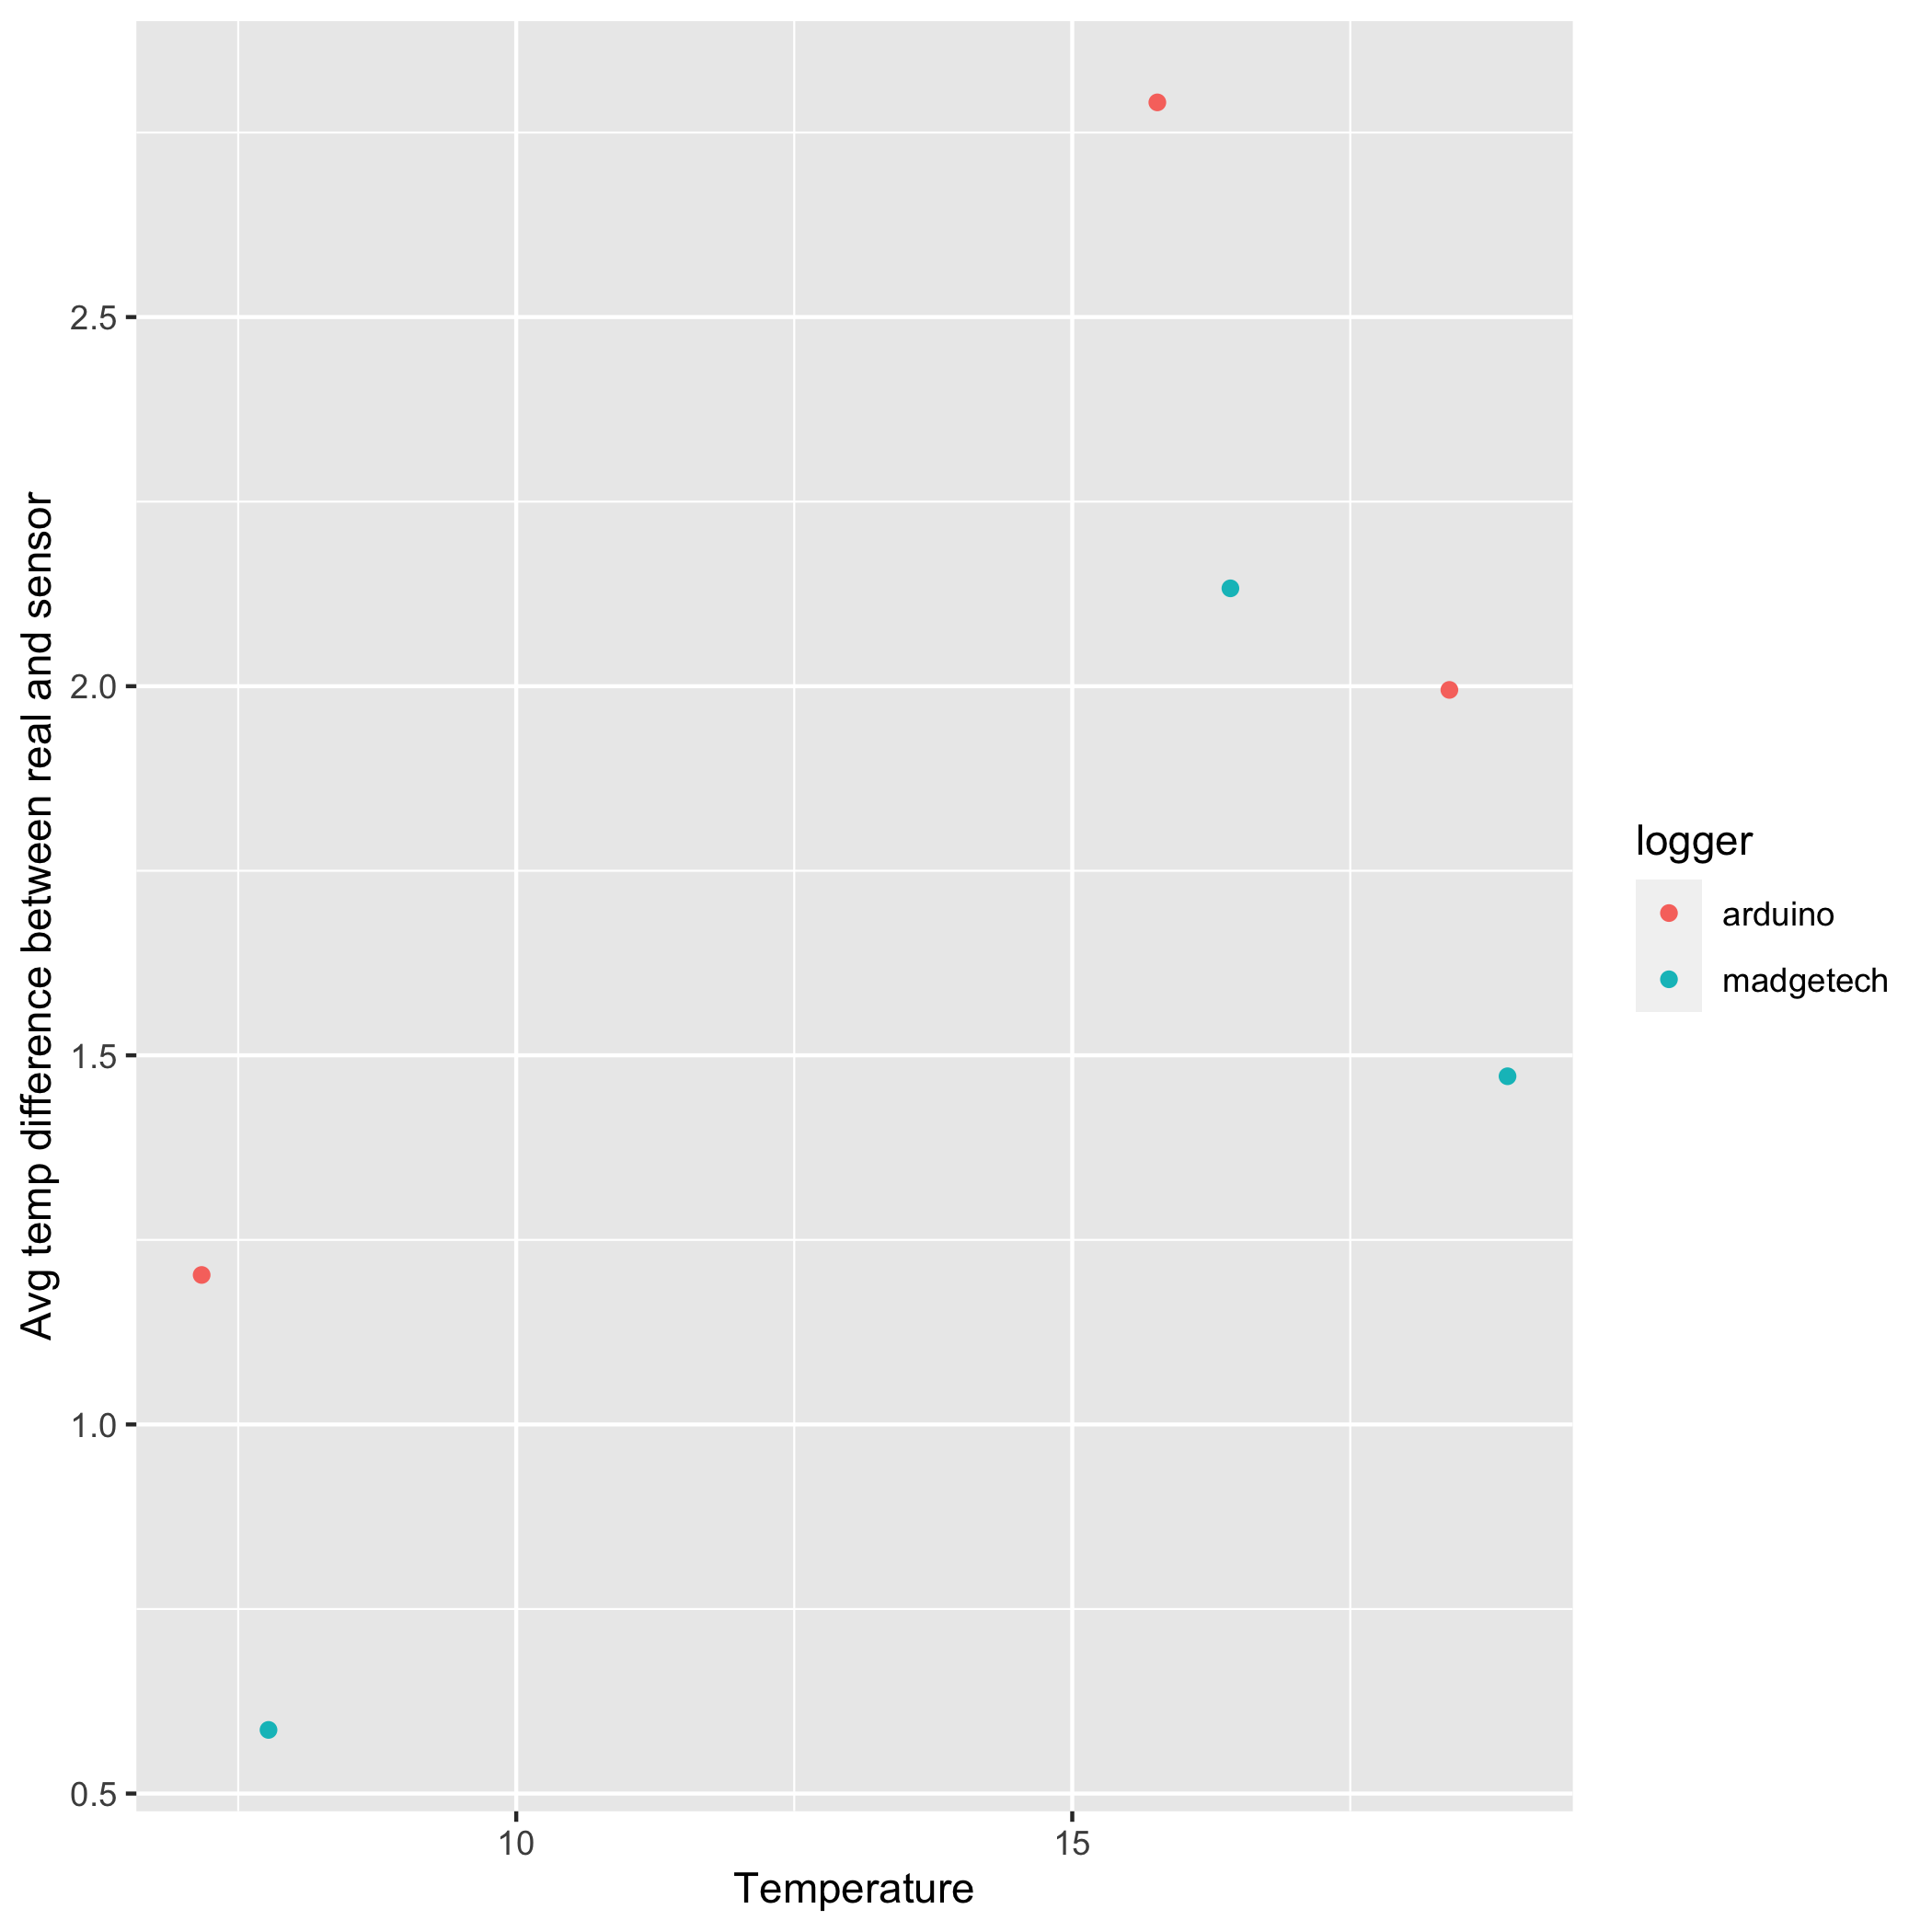 Avg temp difference between real and sensor
2.5
2.0
1.5
1.0
0.5
10
15
Temperature
logger
arduino
madgetech